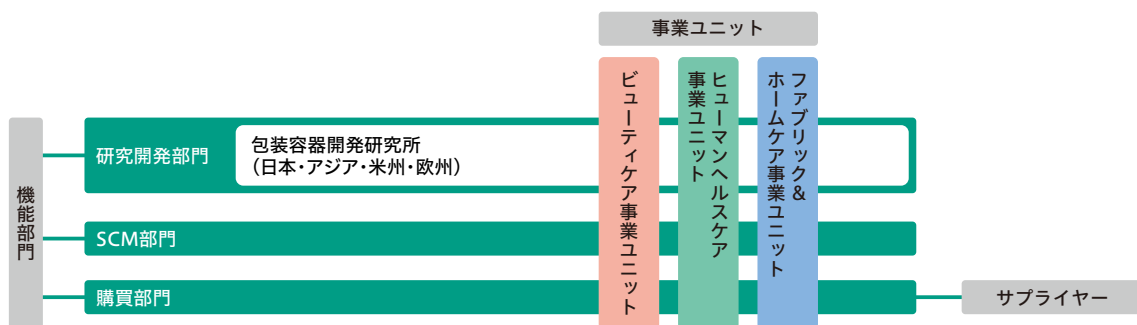 事業ユニット
ビューティケア事業ユニット
ヒューマンヘルスケア
事業ユニット
ファブリック&
ホームケア事業ユニット
機能部門
研究開発部門
包装容器開発研究所
（日本・アジア・米州・欧州）
SCM部門
購買部門
サプライヤー